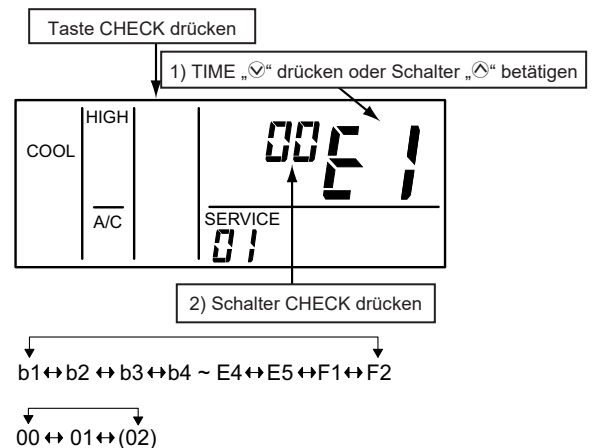 Taste CHECK drücken
1) TIME „⌵“ drücken oder Schalter „⌃“ betätigen
COOL
HIGH
A/C
00
E1
SERVICE
01
2) Schalter CHECK drücken
b1↔b2 ↔ b3↔b4 ~ E4↔E5 ↔F1↔F2
00 ↔ 01↔(02)